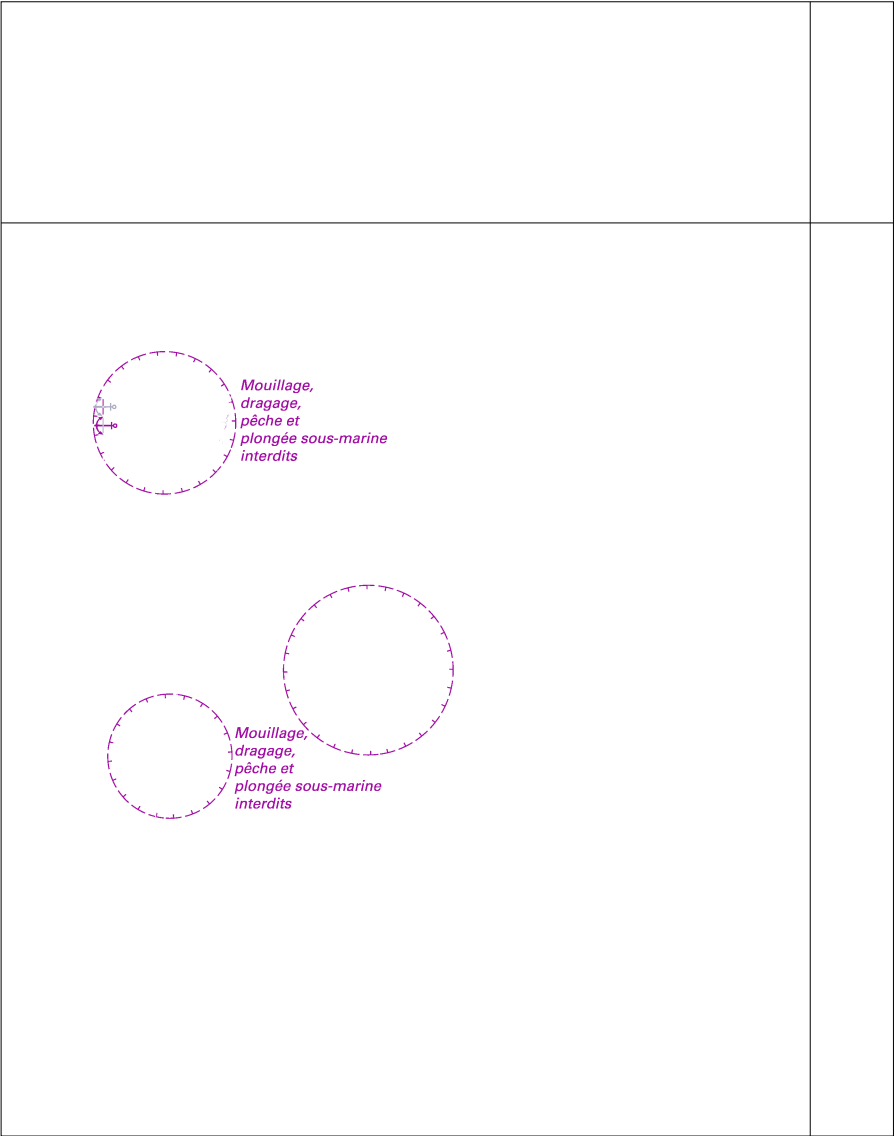 Mouillage,
dragage,
pêche et
plongée sous-marine
interdits
Mouillage,
dragage,
pêche et
plongée sous-marine
interdits